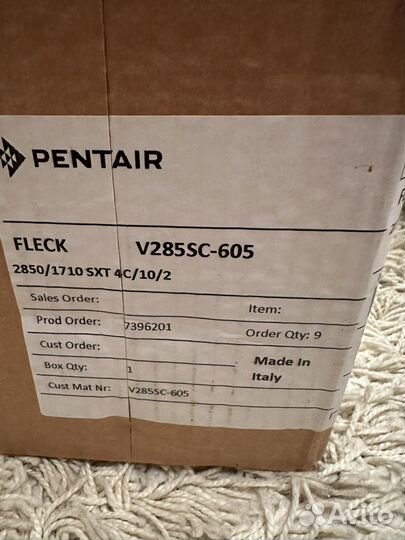 PENTAIR
FLECK V285SC-605
2850/1710 SXT 4C/10/2
Sales Order: Item:
Prod Order: 7396201 Order Qty: 9
Cust Order:
Box Qty: 1 Made In
Italy
Cust Mat Nr: V285SC-605
Avito